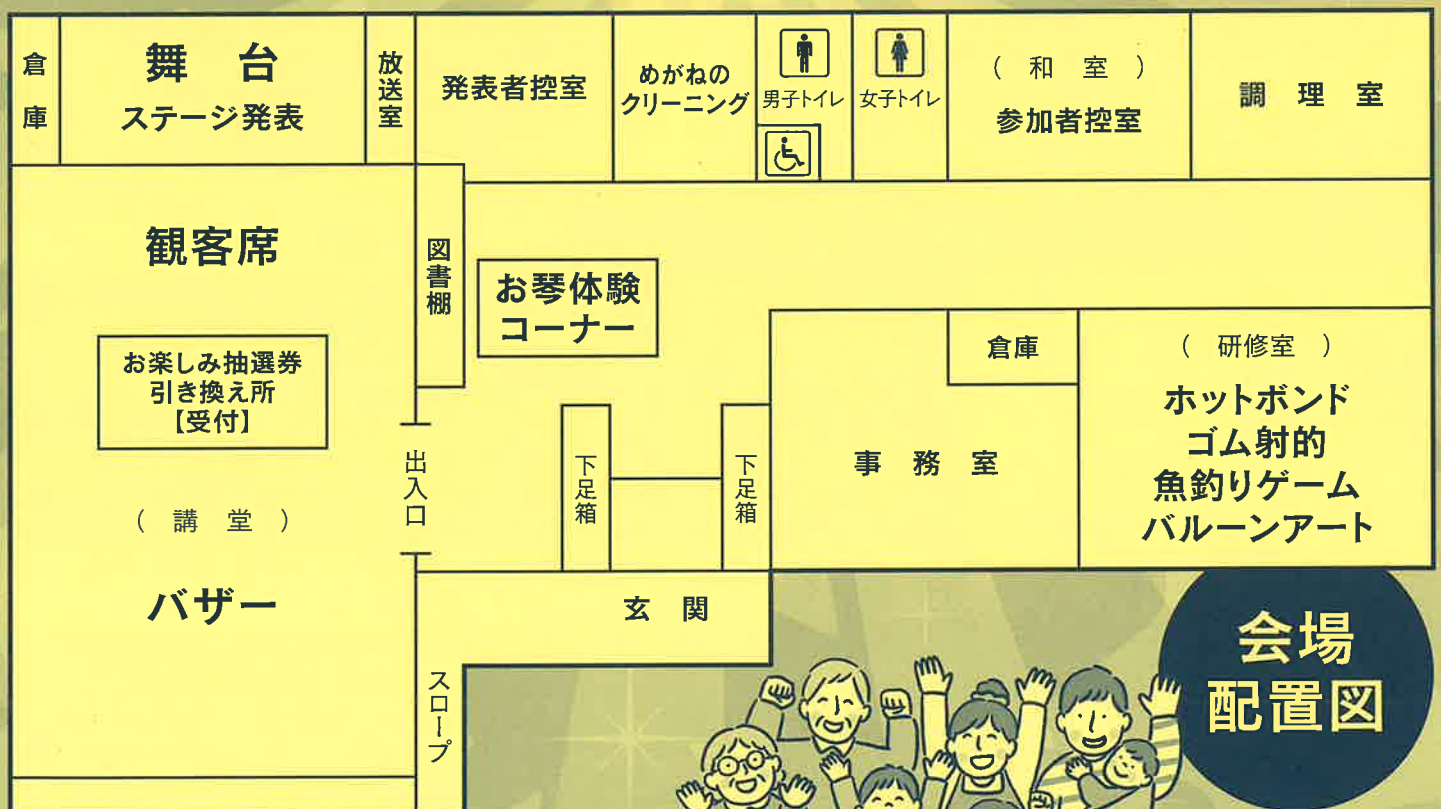 倉庫
舞台
ステージ発表
放送室
発表者控室
めがねの
クリーニング
男子トイレ
女子トイレ
（和室）
参加者控室
調理室
観客席
お楽しみ抽選券
引き換え所
【受付】
（講堂）
バザー
図書棚
お琴体験
コーナー
出入口
下足箱
下足箱
事務室
倉庫
（研修室）
ホットボンド
ゴム射的
魚釣りゲーム
バルーンアート
玄関
スロープ
会場
配置図